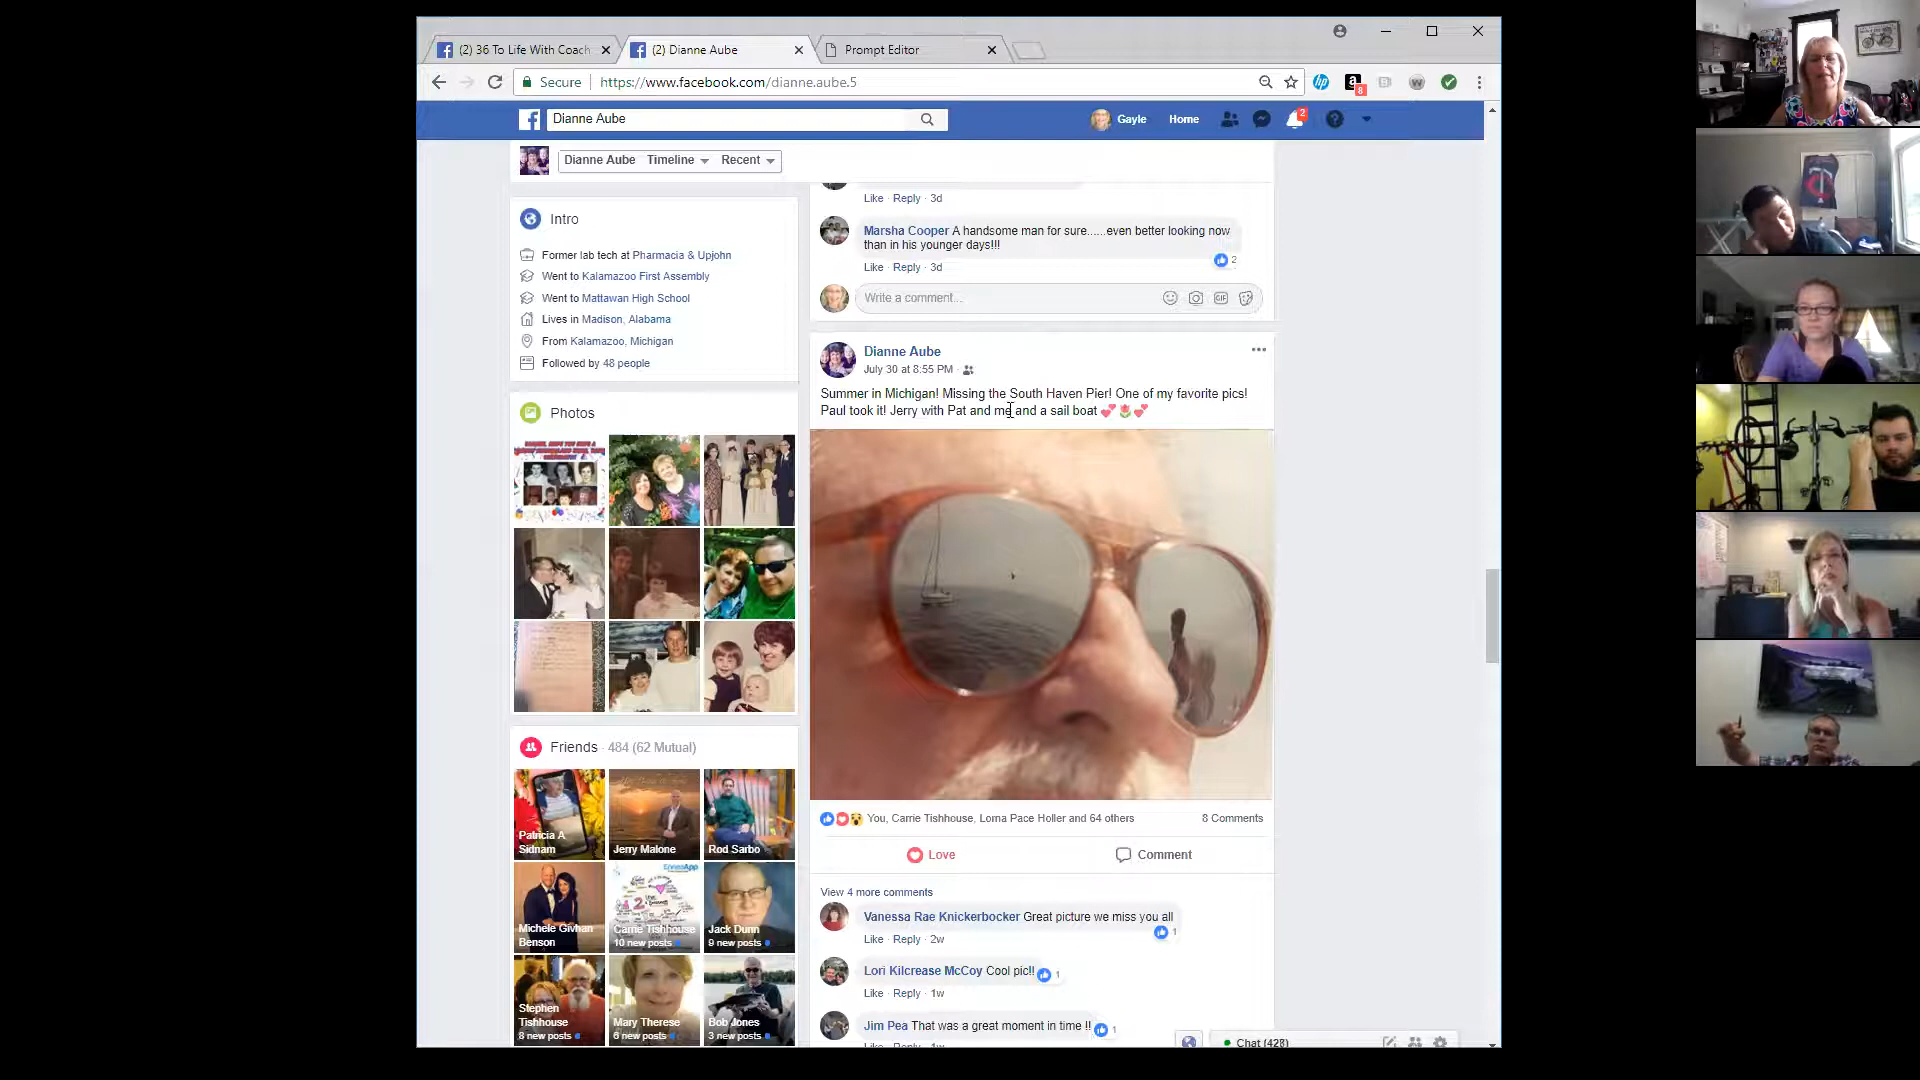 (2) 36 To Life With Coach
(2) Dianne Aube
Prompt Editor
Secure
https://www.facebook.com/dianne.aube.5
a
8
w
hp
Dianne Aube
Gayle
Home
2
Dianne Aube
Timeline
Recent
Intro
Former lab tech at Pharmacia & Upjohn
Went to Kalamazoo First Assembly
Went to Mattawan High School
Lives in Madison, Alabama
From Kalamazoo, Michigan
Followed by 48 people
Photos
Friends · 484 (62 Mutual)
Patricia A
Sidnam
Jerry Malone
Rod Sarbo
Michele Givhan
Benson
Carrie Tishhouse
10 new posts
Jack Dunn
9 new posts
Stephen
Tishhouse
8 new posts
Mary Therese
6 new posts
Bob Jones
3 new posts
Like · Reply · 3d
Marsha Cooper A handsome man for sure......even better looking now
than in his younger days!!!
2
Like · Reply · 3d
Write a comment...
GIF
Dianne Aube
July 30 at 8:55 PM ·
Summer in Michigan! Missing the South Haven Pier! One of my favorite pics!
Paul took it! Jerry with Pat and me and a sail boat 💕🌷💕
You, Carrie Tishhouse, Lorna Pace Holler and 64 others
8 Comments
Love
Comment
View 4 more comments
Vanessa Rae Knickerbocker Great picture we miss you all
1
Like · Reply · 2w
Lori Kilcrease McCoy Cool pic!! 1
Like · Reply · 1w
Jim Pea That was a great moment in time !! 1
Like · Reply · 1w
Chat (428)